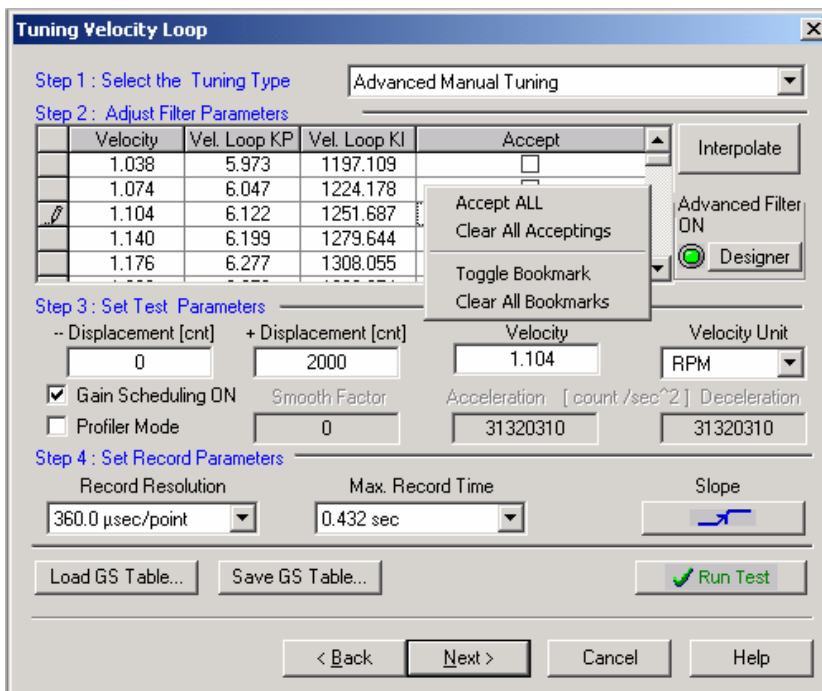 Tuning Velocity Loop
Step 1 : Select the Tuning Type
Advanced Manual Tuning
Step 2 : Adjust Filter Parameters
Velocity Vel. Loop KP Vel. Loop KI Accept
1.038 5.973 1197.109
1.074 6.047 1224.178
1.104 6.122 1251.687
1.140 6.199 1279.644
1.176 6.277 1308.055
Interpolate
Accept ALL
Clear All Acceptings
Toggle Bookmark
Clear All Bookmarks
Advanced Filter
ON
Designer
Step 3 : Set Test Parameters
-- Displacement [cnt] + Displacement [cnt] Velocity Velocity Unit
0 2000 1.104 RPM
Gain Scheduling ON Smooth Factor Acceleration [ count /sec^2 ] Deceleration
Profiler Mode 0 31320310 31320310
Step 4 : Set Record Parameters
Record Resolution Max. Record Time Slope
360.0 µsec/point 0.432 sec
Load GS Table... Save GS Table... Run Test
< Back Next > Cancel Help